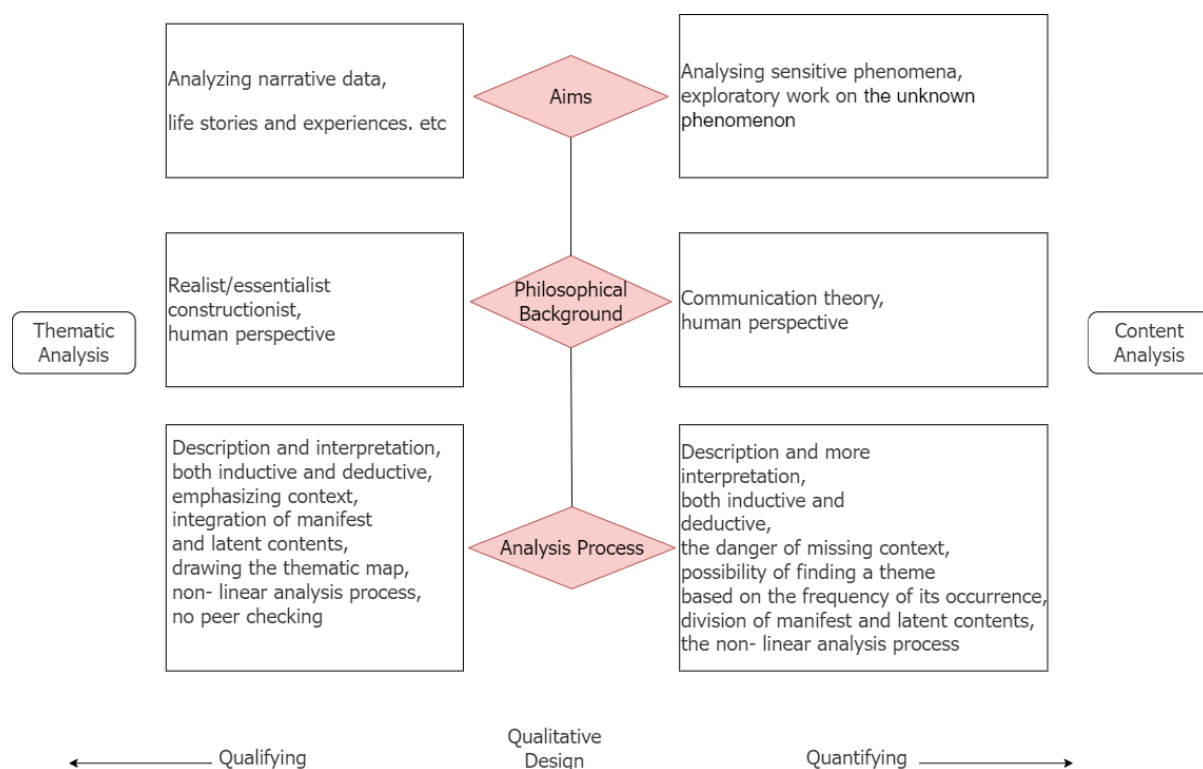 Analyzing narrative data,
life stories and experiences. etc
Aims
Analysing sensitive phenomena,
exploratory work on the unknown
phenomenon
Thematic
Analysis
Realist/essentialist
constructionist,
human perspective
Philosophical
Background
Communication theory,
human perspective
Content
Analysis
Description and interpretation,
both inductive and deductive,
emphasizing context,
integration of manifest
and latent contents,
drawing the thematic map,
non- linear analysis process,
no peer checking
Analysis Process
Description and more
interpretation,
both inductive and
deductive,
the danger of missing context,
possibility of finding a theme
based on the frequency of its occurrence,
division of manifest and latent contents,
the non- linear analysis process
Qualifying
Qualitative
Design
Quantifying